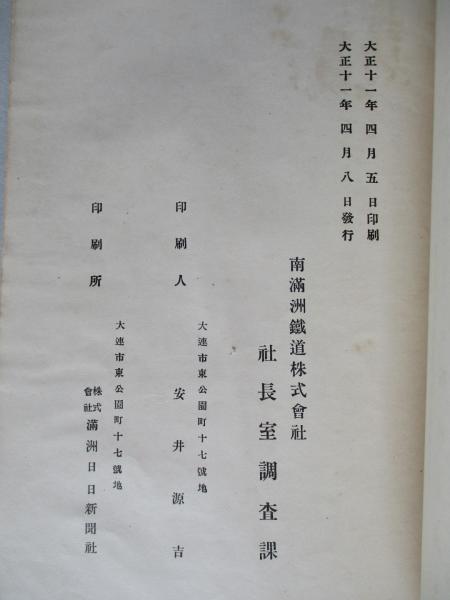 大正十一年四月五日印刷
大正十一年四月八日發行
南滿洲鐵道株式會社
社長室調査課
大連市東公園町十七號地
印刷人 安井源吉
大連市東公園町十七號地
印刷所 株式會社 滿洲日日新聞社